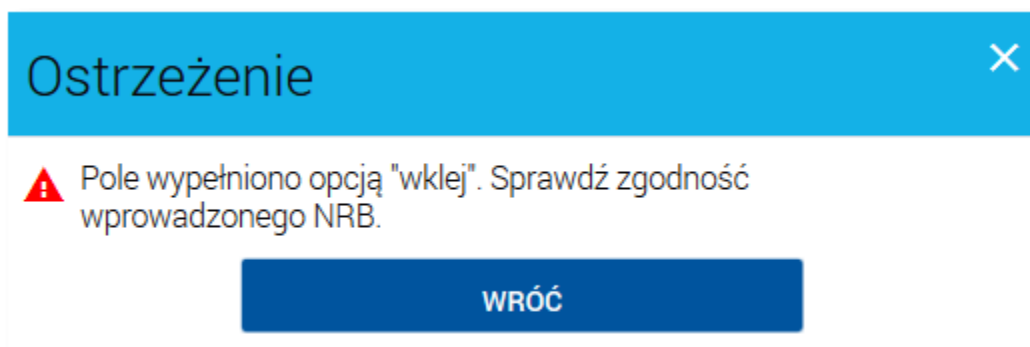 Ostrzeżenie
Pole wypełniono opcją "wklej". Sprawdź zgodność
wprowadzonego NRB.
WRÓĆ